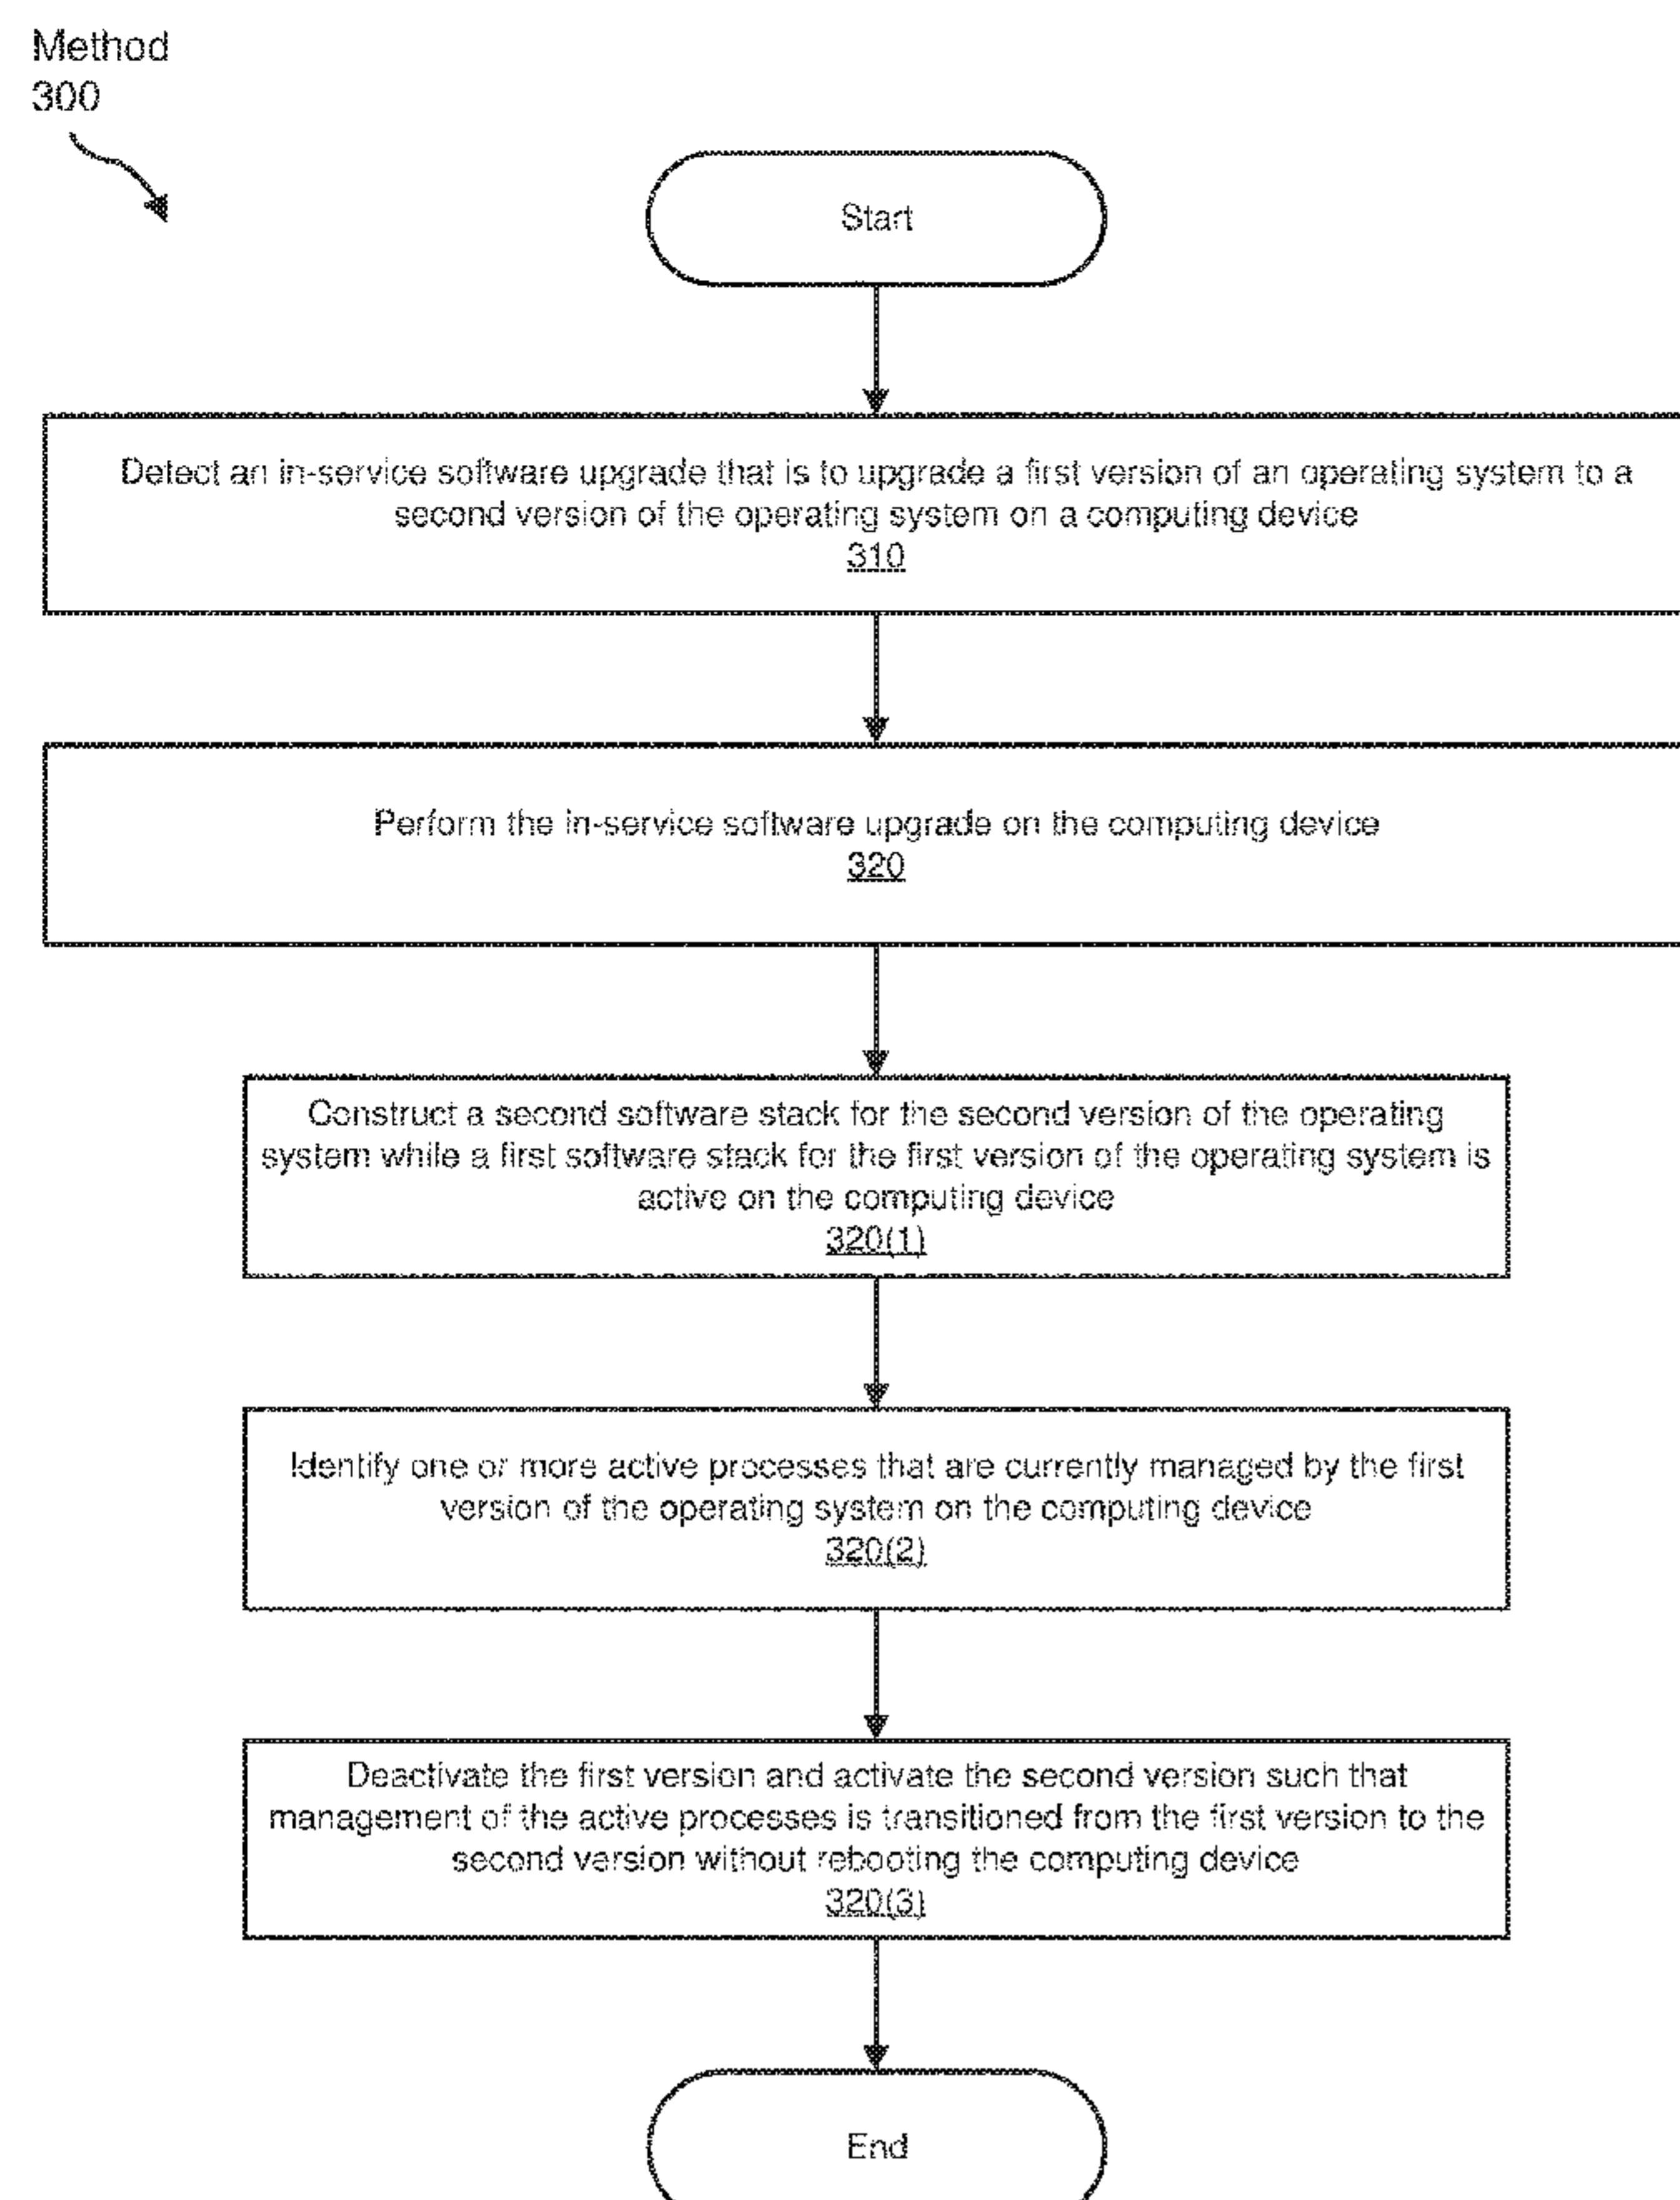 Method
300
Start
Detect an in-service software upgrade that is to upgrade a first version of an operating system to a
second version of the operating system on a computing device
310
Perform the in-service software upgrade on the computing device
320
Construct a second software stack for the second version of the operating
system while a first software stack for the first version of the operating system is
active on the computing device
320(1)
Identify one or more active processes that are currently managed by the first
version of the operating system on the computing device
320(2)
Deactivate the first version and activate the second version such that
management of the active processes is transitioned from the first version to the
second version without rebooting the computing device
320(3)
End